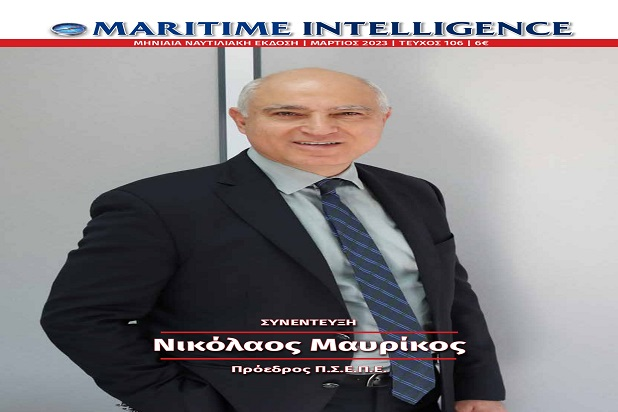 MARITIME INTELLIGENCE
ΜΗΝΙΑΙΑ ΝΑΥΤΙΛΙΑΚΗ ΕΚΔΟΣΗ | ΜΑΡΤΙΟΣ 2023 | ΤΕΥΧΟΣ 106 | 6€
ΣΥΝΕΝΤΕΥΞΗ
Νικόλαος Μαυρίκος
Πρόεδρος Π.Σ.Ε.Π.Ε.